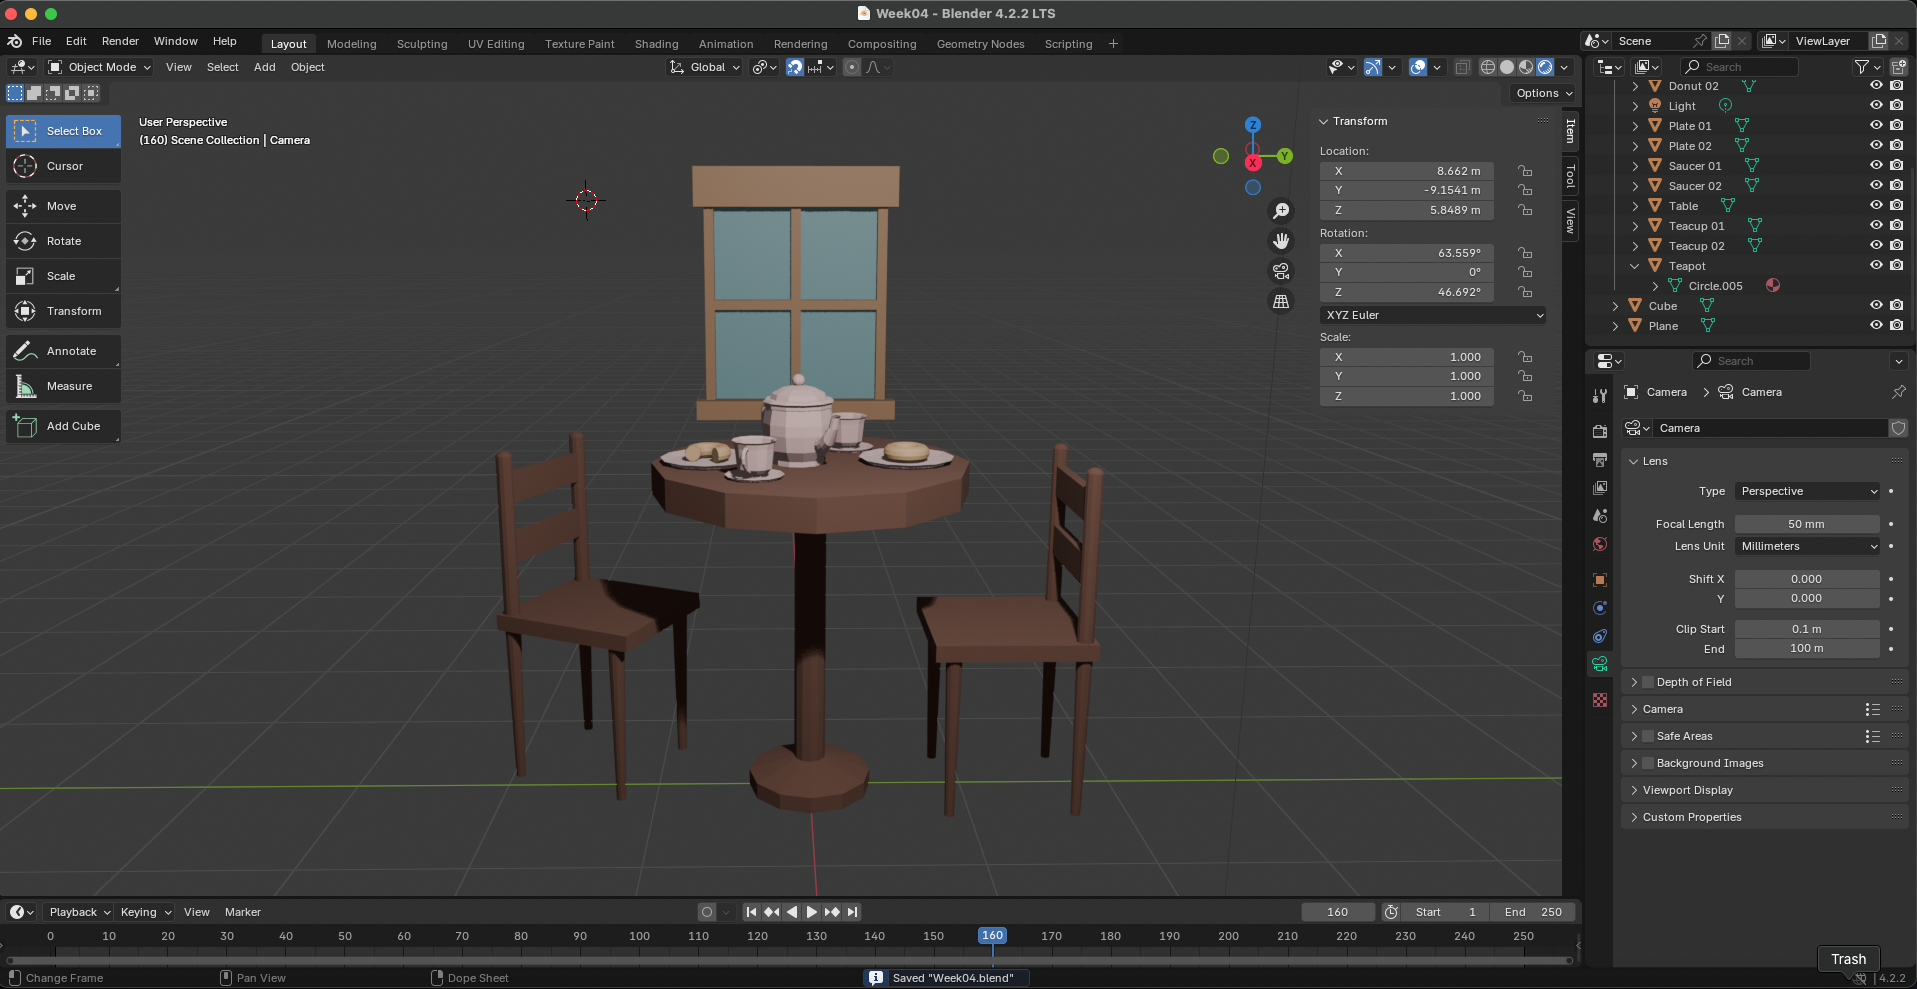 Week04 - Blender 4.2.2 LTS
File Edit Render Window Help Layout Modeling Sculpting UV Editing Texture Paint Shading Animation Rendering Compositing Geometry Nodes Scripting + Scene ViewLayer
Object Mode View Select Add Object Global Search
Options
Select Box
Cursor
Move
Rotate
Scale
Transform
Annotate
Measure
Add Cube
User Perspective
(160) Scene Collection | Camera
Z
Y
X
Transform
Location:
X 8.662 m
Y -9.1541 m
Z 5.8489 m
Rotation:
X 63.559°
Y 0°
Z 46.692°
XYZ Euler
Scale:
X 1.000
Y 1.000
Z 1.000
Item
Tool
View
Donut 02
Light
Plate 01
Plate 02
Saucer 01
Saucer 02
Table
Teacup 01
Teacup 02
Teapot
Circle.005
Cube
Plane
Search
Camera Camera
Camera
Lens
Type Perspective
Focal Length 50 mm
Lens Unit Millimeters
Shift X 0.000
Y 0.000
Clip Start 0.1 m
End 100 m
Depth of Field
Camera
Safe Areas
Background Images
Viewport Display
Custom Properties
Playback Keying View Marker 160 Start 1 End 250
0 10 20 30 40 50 60 70 80 90 100 110 120 130 140 150 160 170 180 190 200 210 220 230 240 250
Change Frame Pan View Dope Sheet Saved "Week04.blend" 4.2.2
Trash